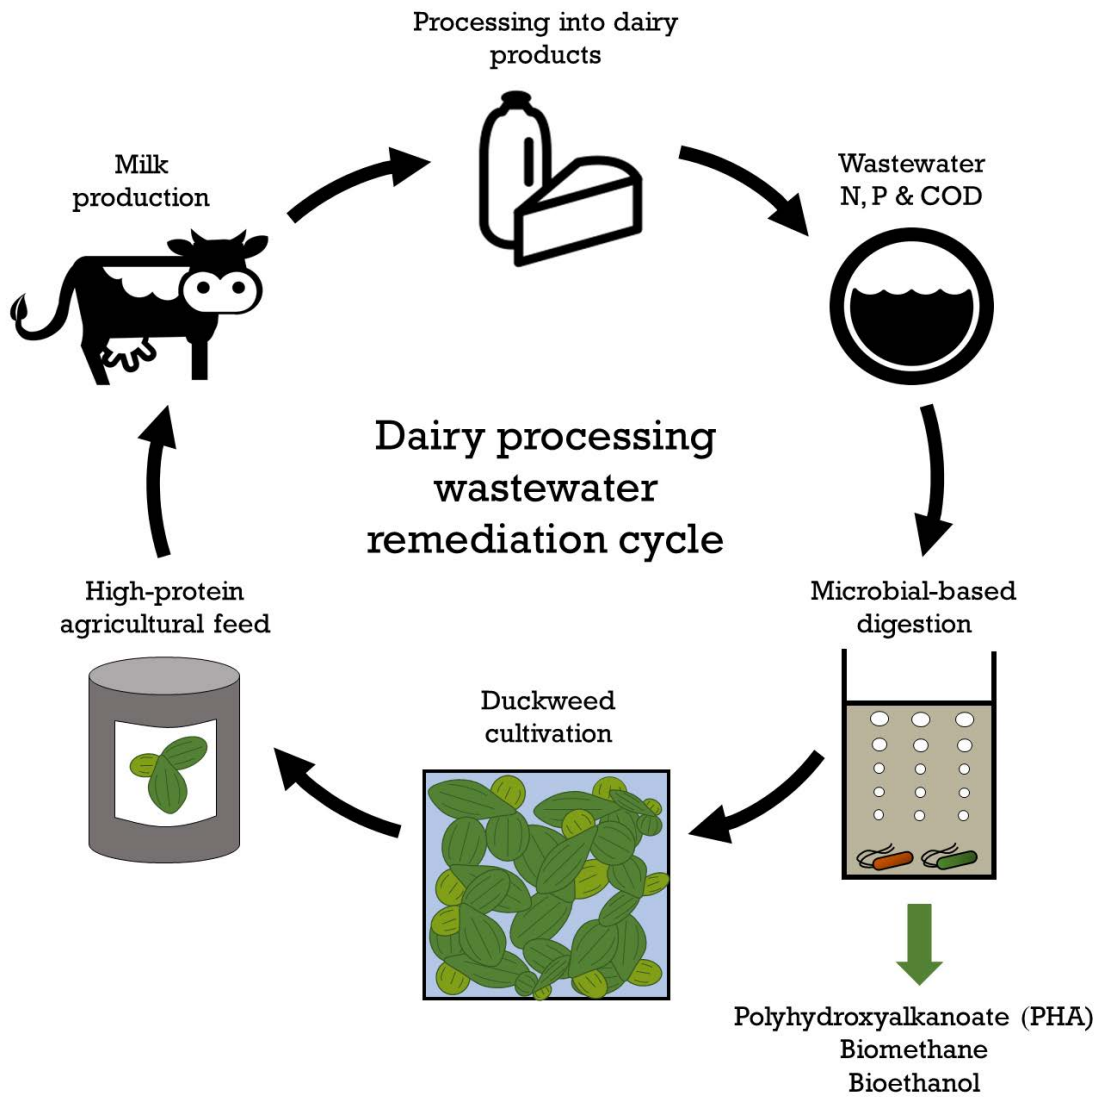 Processing into dairy
products
Milk
production
Wastewater
N, P & COD
Dairy processing
wastewater
remediation cycle
High-protein
agricultural feed
Microbial-based
digestion
Duckweed
cultivation
Polyhydroxyalkanoate (PHA)
Biomethane
Bioethanol